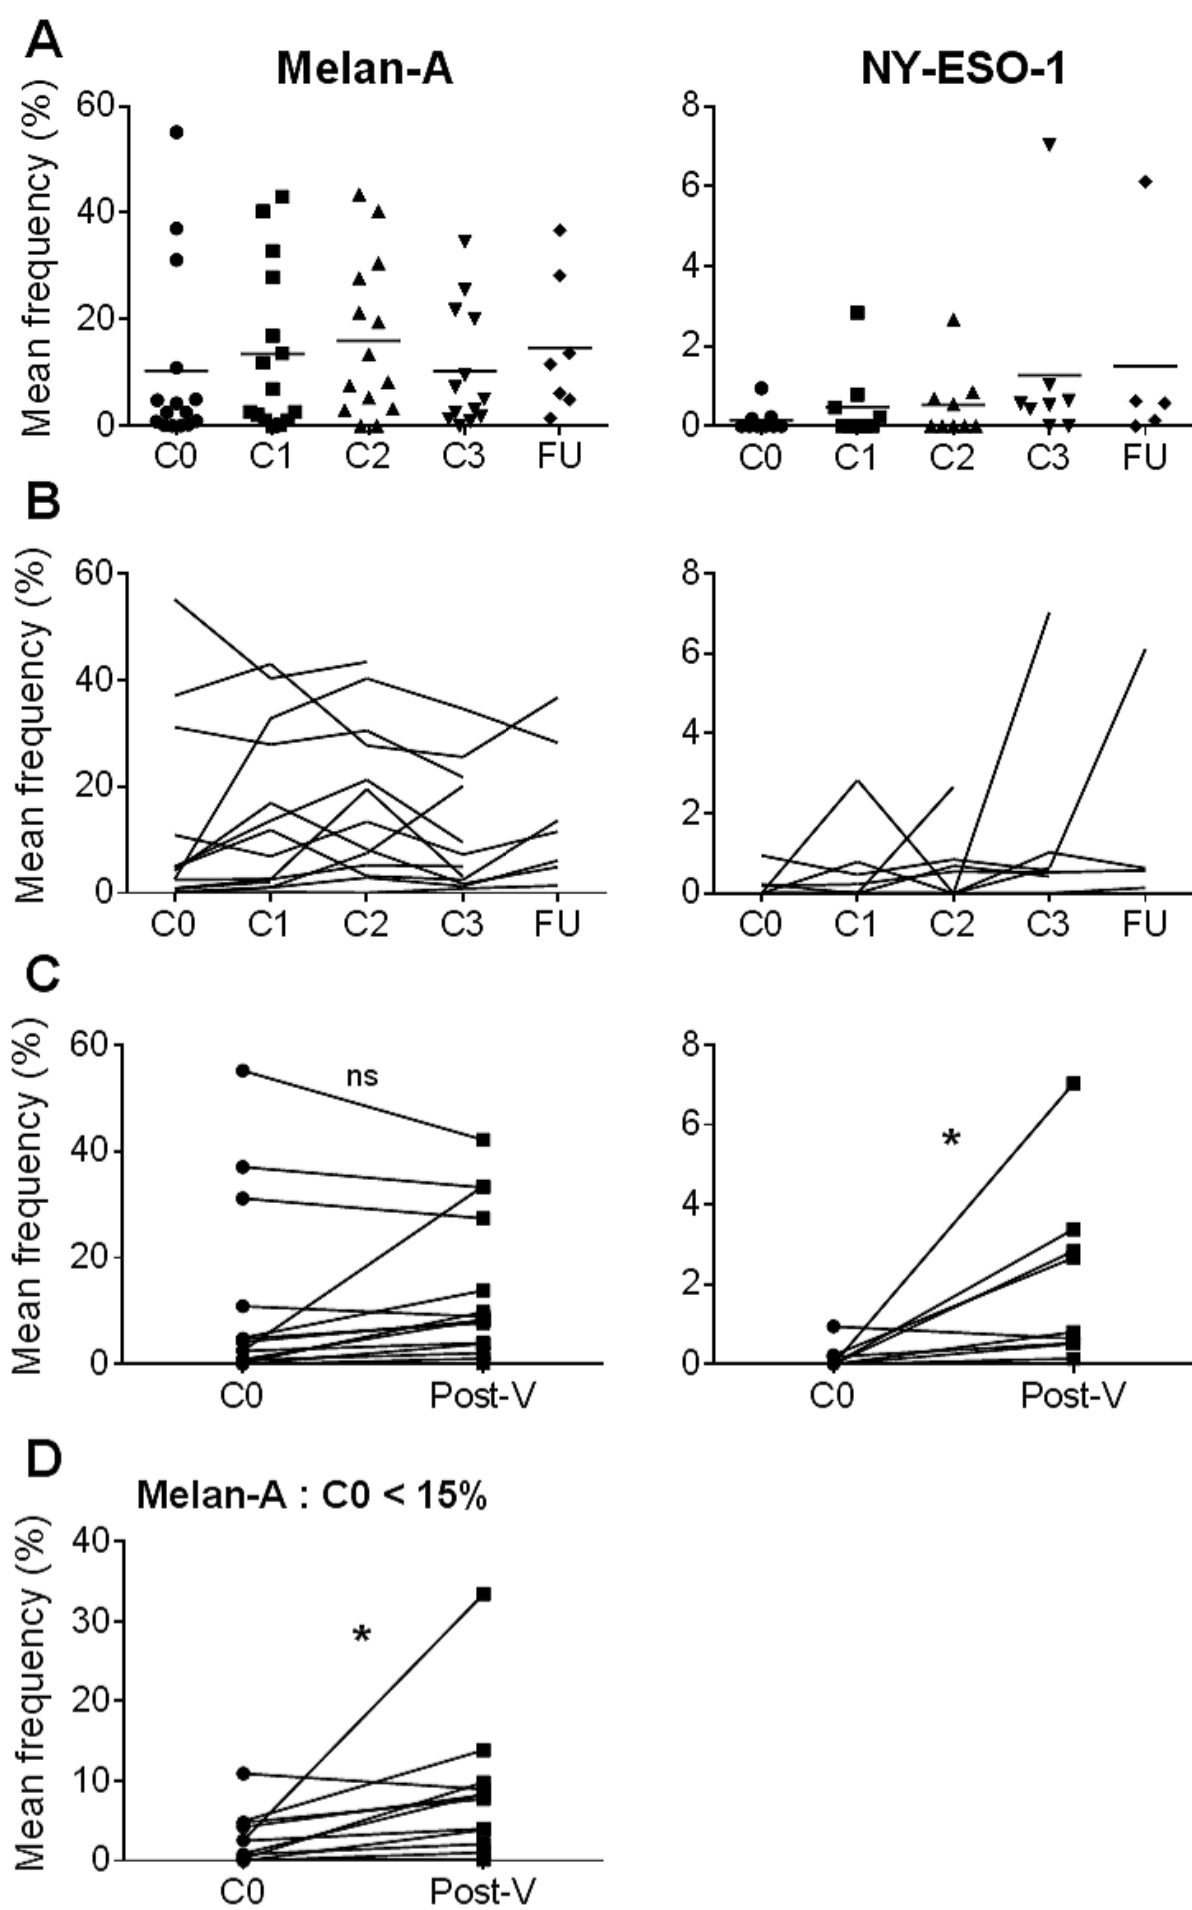 A
Melan-A
NY-ESO-1
Mean frequency (%)
60
40
20
0
C0 C1 C2 C3 FU
8
6
4
2
0
C0 C1 C2 C3 FU
B
Mean frequency (%)
60
40
20
0
C0 C1 C2 C3 FU
8
6
4
2
0
C0 C1 C2 C3 FU
C
Mean frequency (%)
60
40
20
0
ns
C0 Post-V
8
6
4
2
0
*
C0 Post-V
D
Melan-A : C0 < 15%
Mean frequency (%)
40
30
20
10
0
*
C0 Post-V